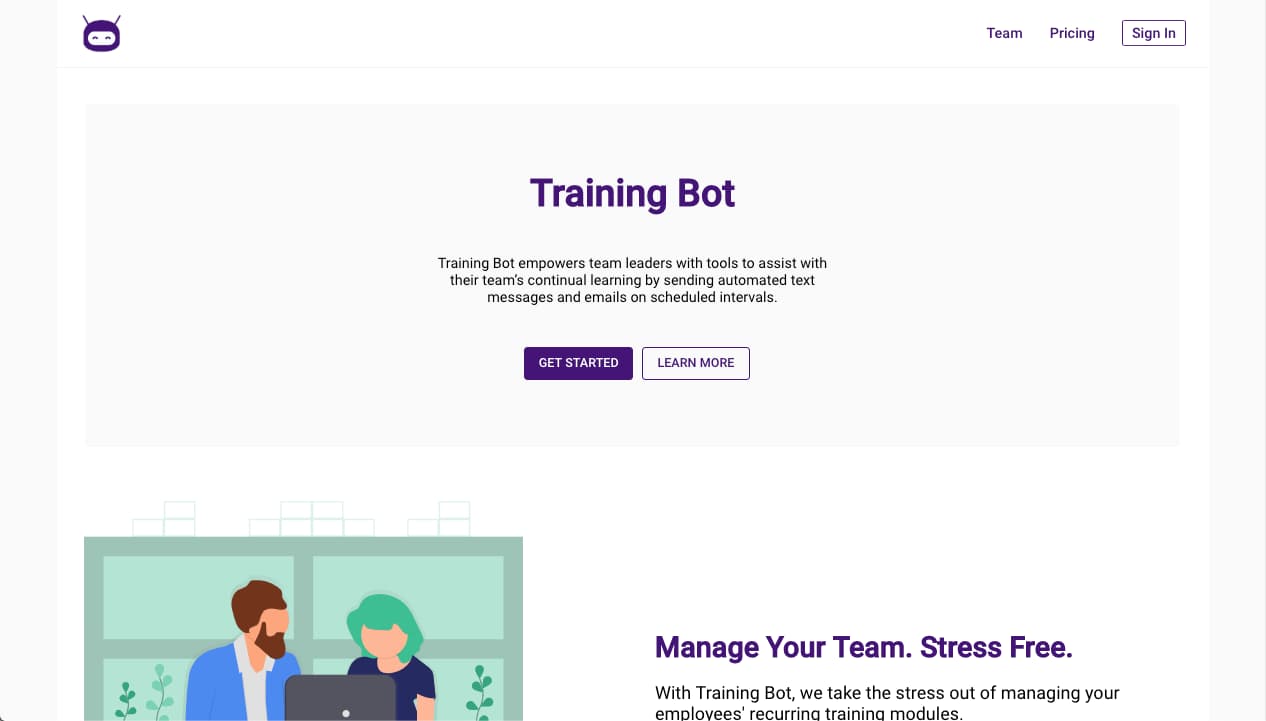 Team
Pricing
Sign In
Training Bot
Training Bot empowers team leaders with tools to assist with
their team’s continual learning by sending automated text
messages and emails on scheduled intervals.
GET STARTED
LEARN MORE
Manage Your Team. Stress Free.
With Training Bot, we take the stress out of managing your
employees' recurring training modules.